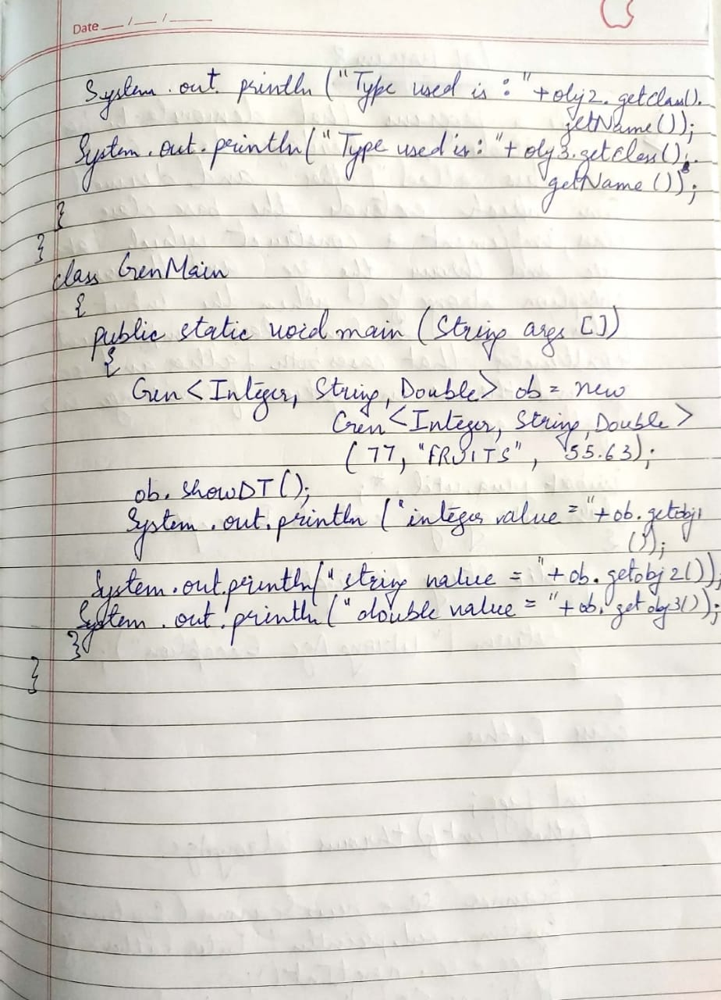 Date __/__/____
System.out.println("Type used is : "+obj2.getclass().
getName());
System.out.println("Type used is: "+ obj3.getclass().
getName());
}
}
class GenMain
{
public static void main (String args [])
{
Gen<Integer, String, Double> ob = new
Gen<Integer, String, Double>
(77, "FRUITS", 55.63);
ob. showDT();
System.out.println ("integer value = "+ob.getobj1
());
System.out.println("string value = "+ob.getobj2());
System.out.println("double value = "+ob.getobj3());
}
}